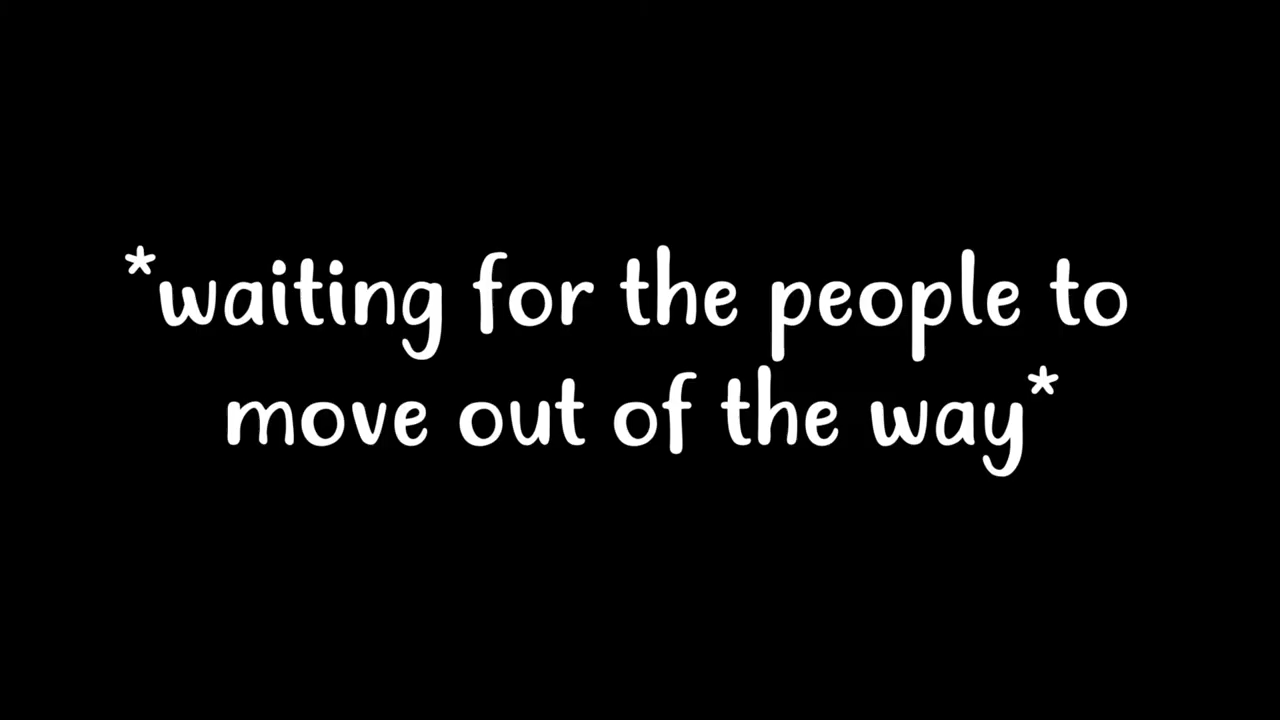 *waiting for the people to
move out of the way*